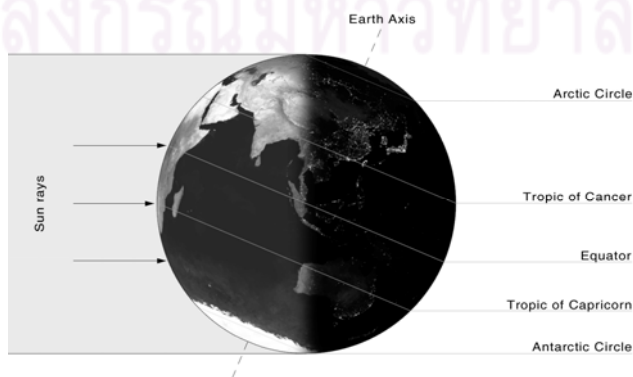 Earth Axis
Arctic Circle
Sun rays
Tropic of Cancer
Equator
Tropic of Capricorn
Antarctic Circle